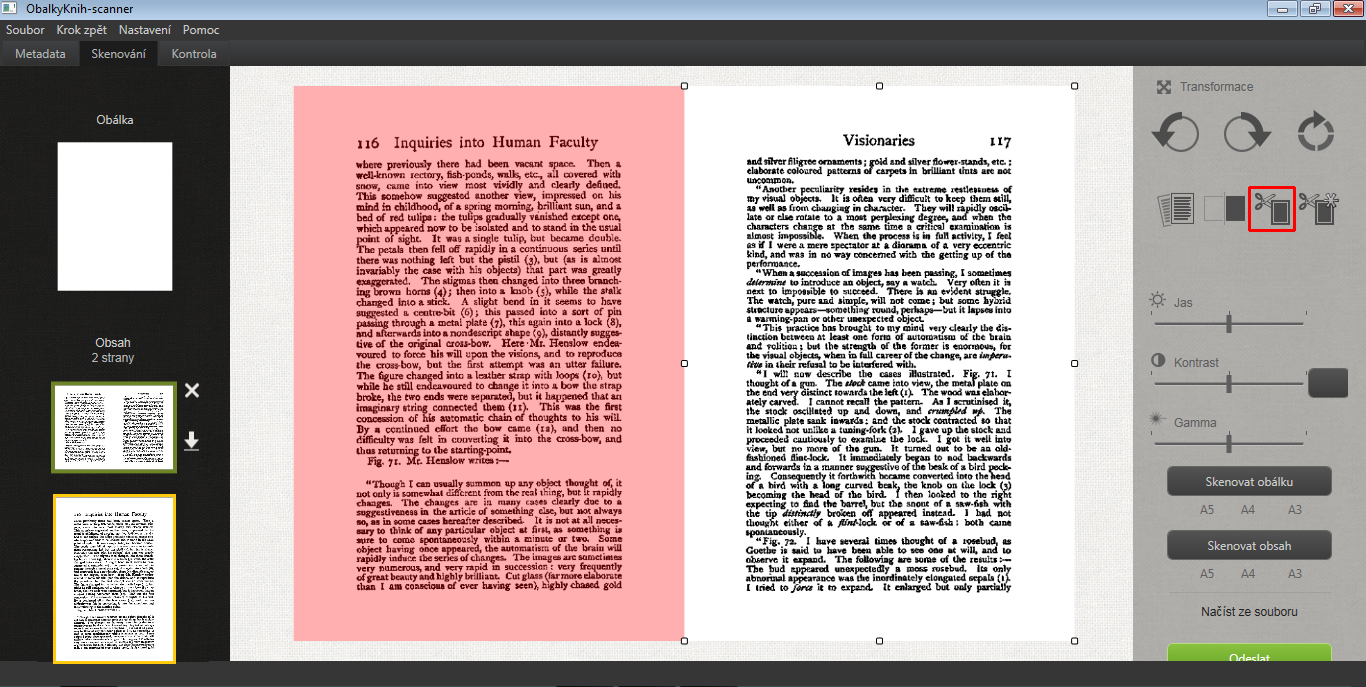 ObalkyKnih-scanner
Soubor Krok zpět Nastavení Pomoc
Metadata Skenování Kontrola
Obálka
Obsah
2 strany
116 Inquiries into Human Faculty
where previously there had been vacant space. Then a
well-known rectory, fish-ponds, walls, etc., all covered with
snow, came into view most vividly and clearly defined.
This somehow suggested another view, impressed on his
mind in childhood, of a spring morning, brilliant sun, and a
bed of red tulips: the tulips gradually vanished except one,
which appeared now to be isolated and to stand in the usual
point of sight. It was a single tulip, but became double.
The petals then fell off rapidly in a continuous series until
there was nothing left but the pistil (3), but (as is almost
invariably the case with his objects) that part was greatly
exaggerated. The stigmas then changed into three branch-
ing brown horns (4); then into a knob (5), while the stalk
changed into a stick. A slight bend in it seems to have
suggested a centre-bit (6); this passed into a sort of pin
passing through a metal plate (7), this again into a lock (8),
and afterwards into a nondescript shape (9), distantly sugges-
tive of the original cross-bow. Here Mr. Henslow endea-
voured to force his will upon the visions, and to reproduce
the cross-bow, but the first attempt was an utter failure.
The figure changed into a leather strap with loops (10), but
while he still endeavoured to change it into a bow the strap
broke, the two ends were separated, but it happened that an
imaginary string connected them (11). This was the first
concession of his automatic chain of thoughts to his will.
By a continued effort the bow came (12), and then no
difficulty was felt in converting it into the cross-bow, and
thus returning to the starting-point.
Fig. 71. Mr. Henslow writes:—
“Though I can usually summon up any object thought of, it
not only is somewhat different from the real thing, but it rapidly
changes. The changes are in many cases clearly due to a
suggestiveness in the article of something else, but not always
so, as in some cases hereafter described. It is not at all neces-
sary to think of any particular object at first, as something is
sure to come spontaneously within a minute or two. Some
object having once appeared, the automatism of the brain will
rapidly induce the series of changes. The images are sometimes
very numerous, and very rapid in succession: very frequently
of great beauty and highly brilliant. Cut glass (far more elaborate
than I am conscious of ever having seen), highly chased gold
Visionaries 117
and silver filigree ornaments; gold and silver flower-stands, etc.;
elaborate coloured patterns of carpets in brilliant tints are not
uncommon.
“Another peculiarity resides in the extreme restlessness of
my visual objects. It is often very difficult to keep them still,
as well as from changing in character. They will rapidly oscil-
late or else rotate to a most perplexing degree, and when the
characters change at the same time a critical examination is
almost impossible. When the process is in full activity, I feel
as if I were a mere spectator at a diorama of a very eccentric
kind, and was in no way concerned with the getting up of the
performance.
“When a succession of images has been passing, I sometimes
determine to introduce an object, say a watch. Very often it is
next to impossible to succeed. There is an evident struggle.
The watch, pure and simple, will not come; but some hybrid
structure appears—something round, perhaps—but it lapses into
a warming-pan or other unexpected object.
“This practice has brought to my mind very clearly the dis-
tinction between at least one form of automatism of the brain
and volition; but the strength of the former is enormous, for
the visual objects, when in full career of the change, are impera-
tive in their refusal to be interfered with.
“I will now describe the cases illustrated. Fig. 71. I
thought of a gun. The stock came into view, the metal plate on
the end very distinct towards the left (1). The wood was elabor-
ately carved. I cannot recall the pattern. As I scrutinised it,
the stock oscillated up and down, and crumpled up. The
metallic plate sank inwards; and the stock contracted so that
it looked not unlike a tuning-fork (2). I gave up the stock and
proceeded cautiously to examine the lock. I got it well into
view, but no more of the gun. It turned out to be an old-
fashioned flint-lock. It immediately began to nod backwards
and forwards in a manner suggestive of the beak of a bird peck-
ing. Consequently it forthwith became converted into the head
of a bird with a long curved beak, the knob on the lock (3)
becoming the head of the bird. I then looked to the right
expecting to find the barrel, but the snout of a saw-fish with
the tip distinctly broken off appeared instead. I had not
thought either of a flint-lock or of a saw-fish: both came
spontaneously.
“Fig. 72. I have several times thought of a rosebud, as
Goethe is said to have been able to see one at will, and to
observe it expand. The following are some of the results:—
The bud appeared unexpectedly a moss rosebud. Its only
abnormal appearance was the inordinately elongated sepals (1).
I tried to force it to expand. It enlarged but only partially
Transformace
Jas
Kontrast
Gamma
Skenovat obálku
A5 A4 A3
Skenovat obsah
A5 A4 A3
Načíst ze souboru
Odeslat